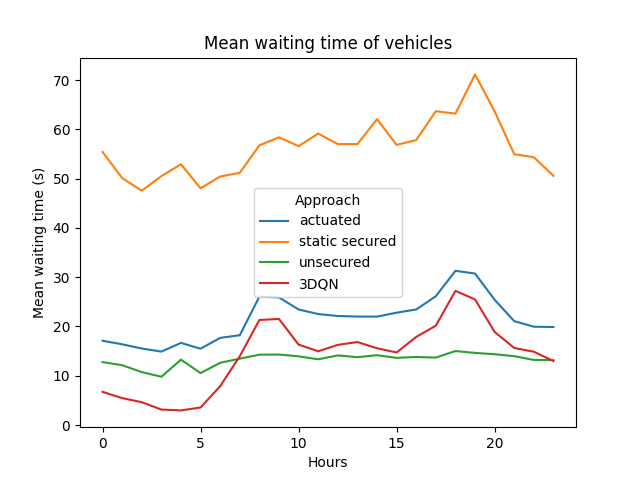 Mean waiting time of vehicles
70
60
50
40
30
20
10
0
Mean waiting time (s)
Approach
actuated
static secured
unsecured
3DQN
0 5 10 15 20
Hours